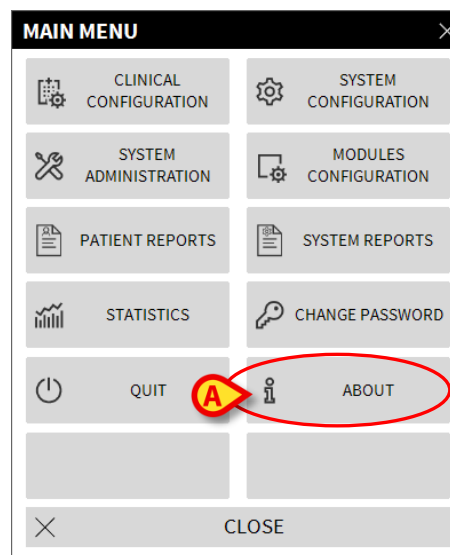 MAIN MENU
CLINICAL
CONFIGURATION
SYSTEM
CONFIGURATION
SYSTEM
ADMINISTRATION
MODULES
CONFIGURATION
PATIENT REPORTS
SYSTEM REPORTS
STATISTICS
CHANGE PASSWORD
QUIT
A
ABOUT
CLOSE